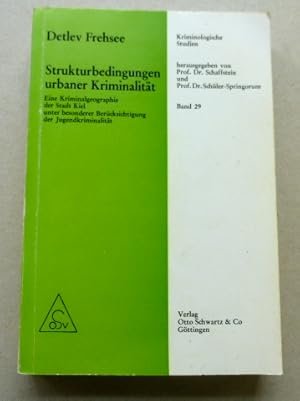 Detlev Frehsee
Strukturbedingungen
urbaner Kriminalität
Eine Kriminalgeographie
der Stadt Kiel
unter besonderer Berücksichtigung
der Jugendkriminalität
Kriminologische
Studien
herausgegeben von
Prof. Dr. Schaffstein
und
Prof. Dr. Schüler-Springorum
Band 29
Verlag
Otto Schwartz & Co
Göttingen